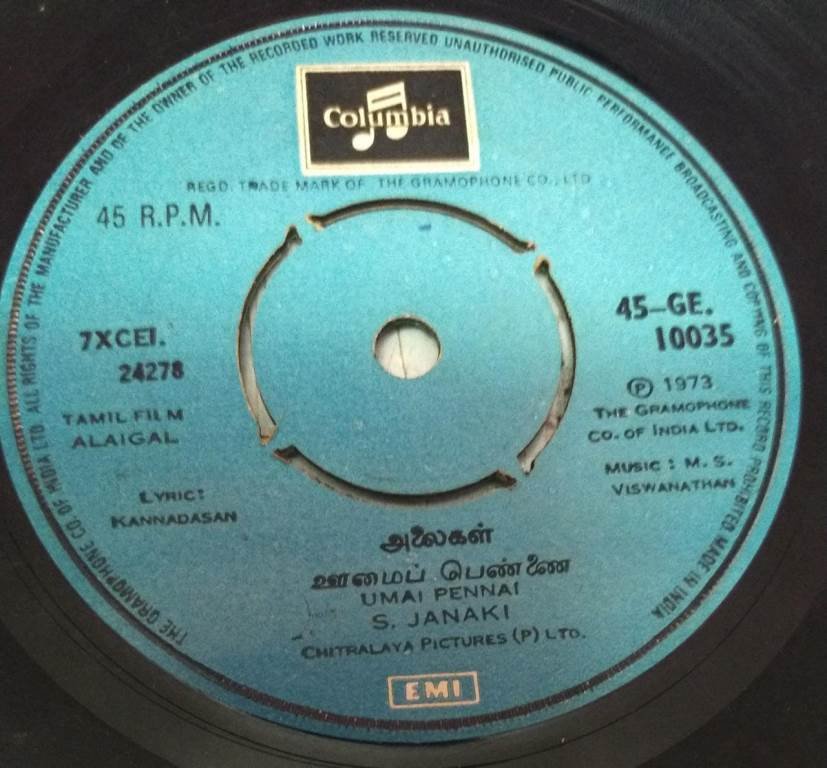 THE GRAMOPHONE CO. OF INDIA LTD. ALL RIGHTS OF THE MANUFACTURER AND OF THE OWNER OF THE RECORDED WORK RESERVED UNAUTHORISED PUBLIC PERFORMANCE BROADCASTING AND COPYING OF THIS RECORD PROHIBITED MADE IN INDIA
Columbia
REGD. TRADE MARK OF THE GRAMOPHONE CO., LTD
45 R.P.M.
45-GE.
10035
7XCEI.
24278
℗ 1973
THE GRAMOPHONE
CO. OF INDIA LTD.
TAMIL FILM
ALAIGAL
MUSIC : M. S.
VISWANATHAN
LYRIC:
KANNADASAN
அலைகள்
ஊமைப் பெண்ணை
UMAI PENNAI
S. JANAKI
CHITRALAYA PICTURES (P) LTD.
EMI